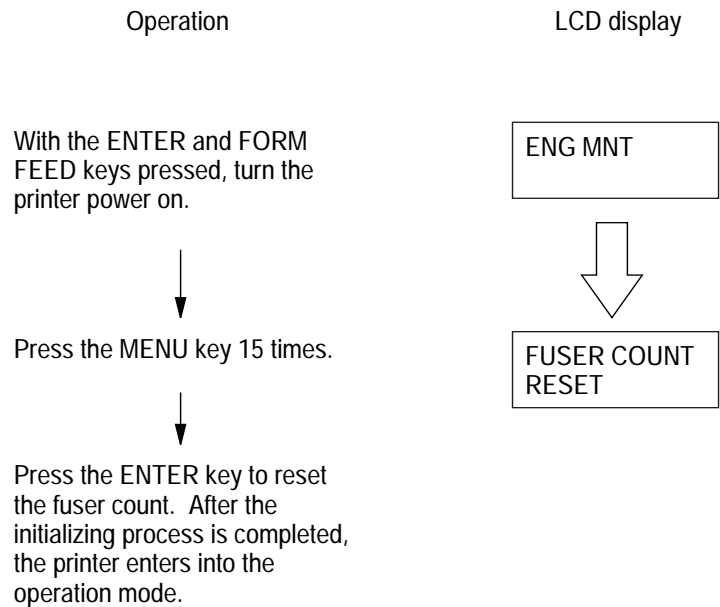 Operation
LCD display
With the ENTER and FORM
FEED keys pressed, turn the
printer power on.
ENG MNT
Press the MENU key 15 times.
FUSER COUNT
RESET
Press the ENTER key to reset
the fuser count.  After the
initializing process is completed,
the printer enters into the
operation mode.